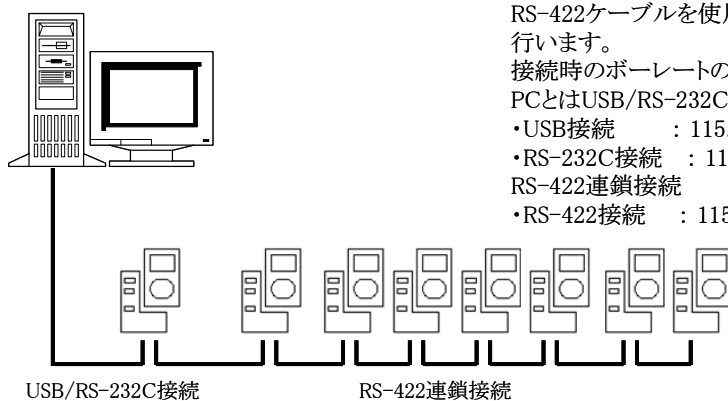 RS-422ケーブルを使
行います。
接続時のボーレートの
PCとはUSB/RS-232C
・USB接続　　：115.
・RS-232C接続　：11
RS-422連鎖接続
・RS-422接続　：115
USB/RS-232C接続
RS-422連鎖接続